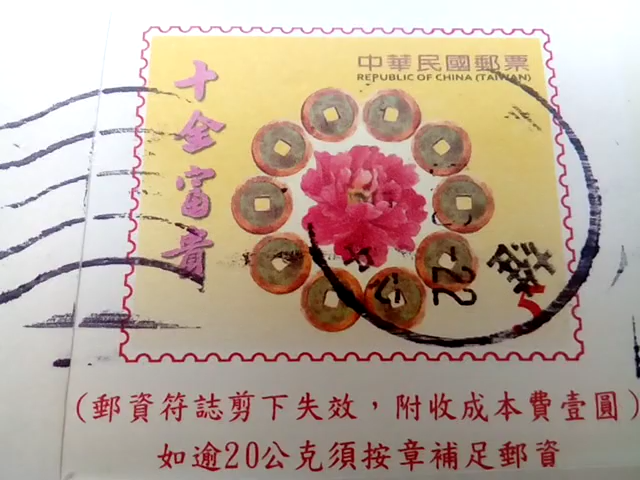 中華民國郵票
REPUBLIC OF CHINA (TAIWAN)
十全富貴
22
(郵資符誌剪下失效，附收成本費壹圓)
如逾20公克須按章補足郵資